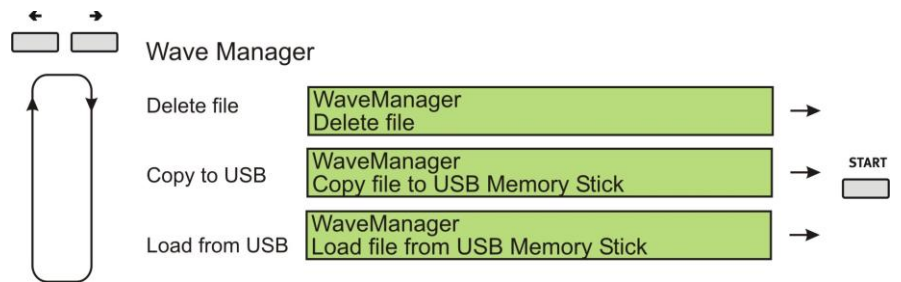 Wave Manager
Delete file
WaveManager
Delete file
Copy to USB
WaveManager
Copy file to USB Memory Stick
START
Load from USB
WaveManager
Load file from USB Memory Stick